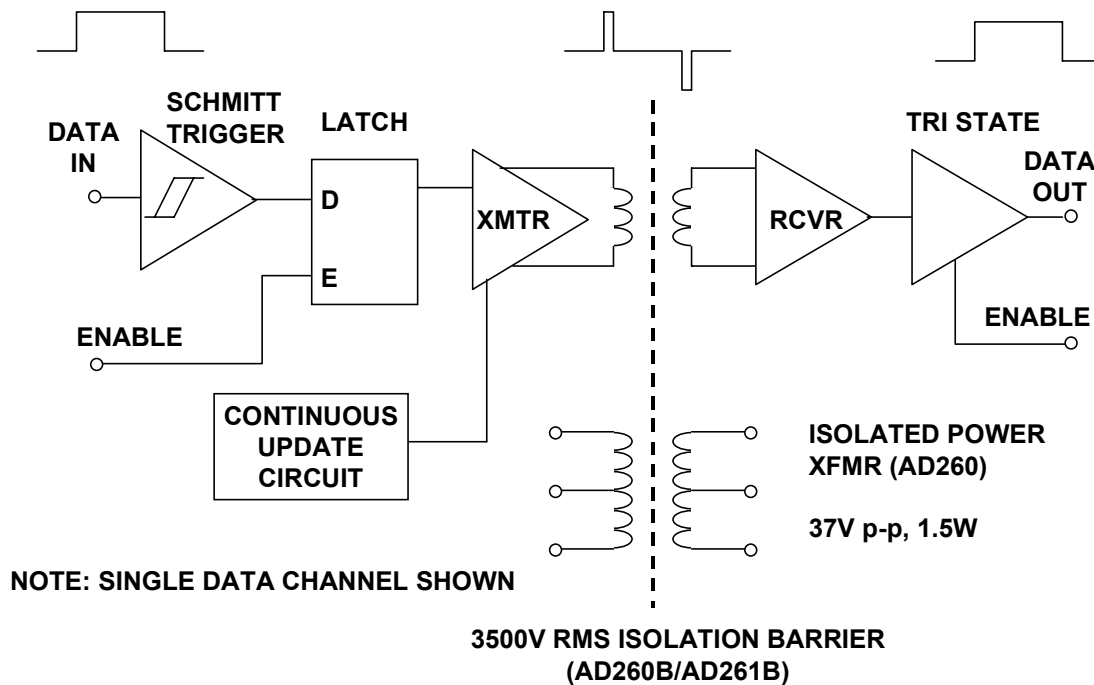 SCHMITT
TRIGGER
DATA
IN
LATCH
TRI STATE
DATA
OUT
D
E
XMTR
RCVR
ENABLE
ENABLE
CONTINUOUS
UPDATE
CIRCUIT
ISOLATED POWER
XFMR (AD260)
37V p-p, 1.5W
NOTE: SINGLE DATA CHANNEL SHOWN
3500V RMS ISOLATION BARRIER
(AD260B/AD261B)